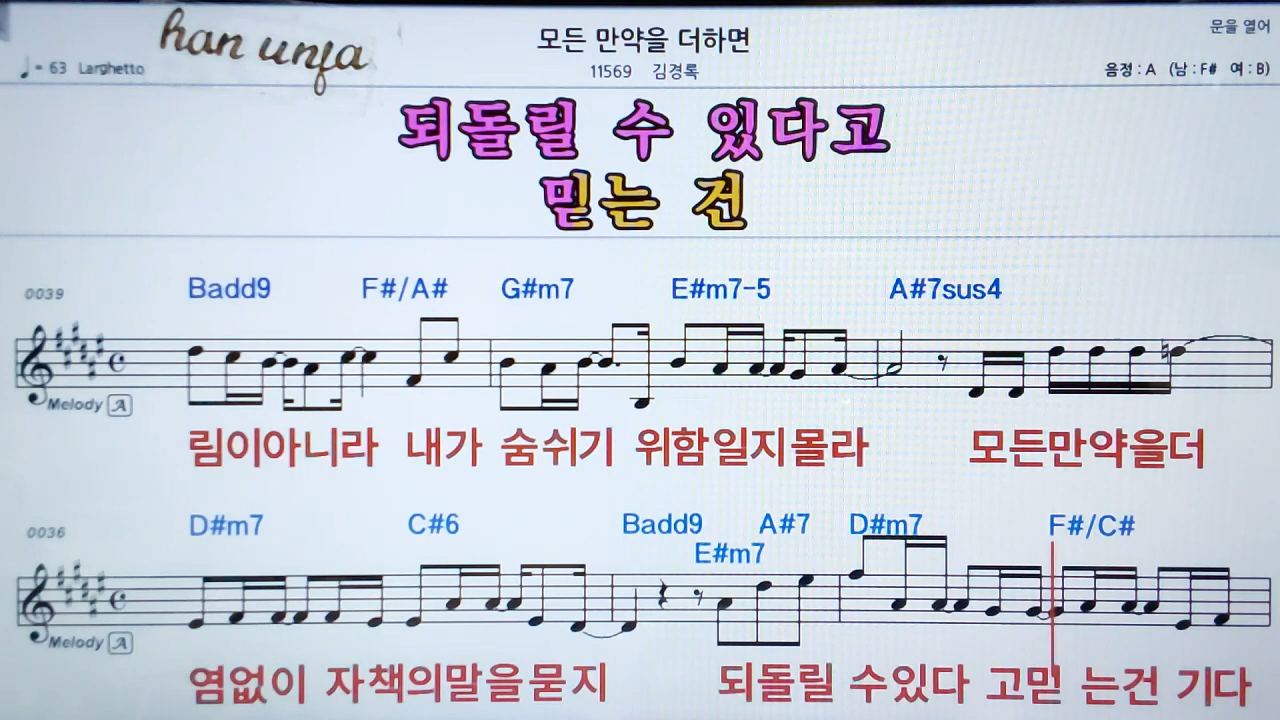 han unfa
모든 만약을 더하면
문을 열어
♩= 63 Larghetto
11569 김경록
음정 : A (남 : F# 여 : B)
되돌릴 수 있다고
믿는 건
0039
Badd9 F#/A# G#m7 E#m7-5 A#7sus4
Melody A
림이아니라 내가 숨쉬기 위함일지몰라 모든만약을더
0036
D#m7 C#6 Badd9 A#7 D#m7 F#/C#
E#m7
Melody A
염없이 자책의말을묻지 되돌릴 수있다 고믿 는건 기다